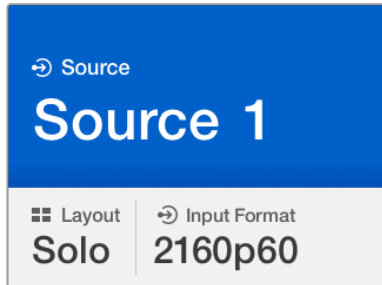 Source
Source 1
Layout
Input Format
Solo
2160p60